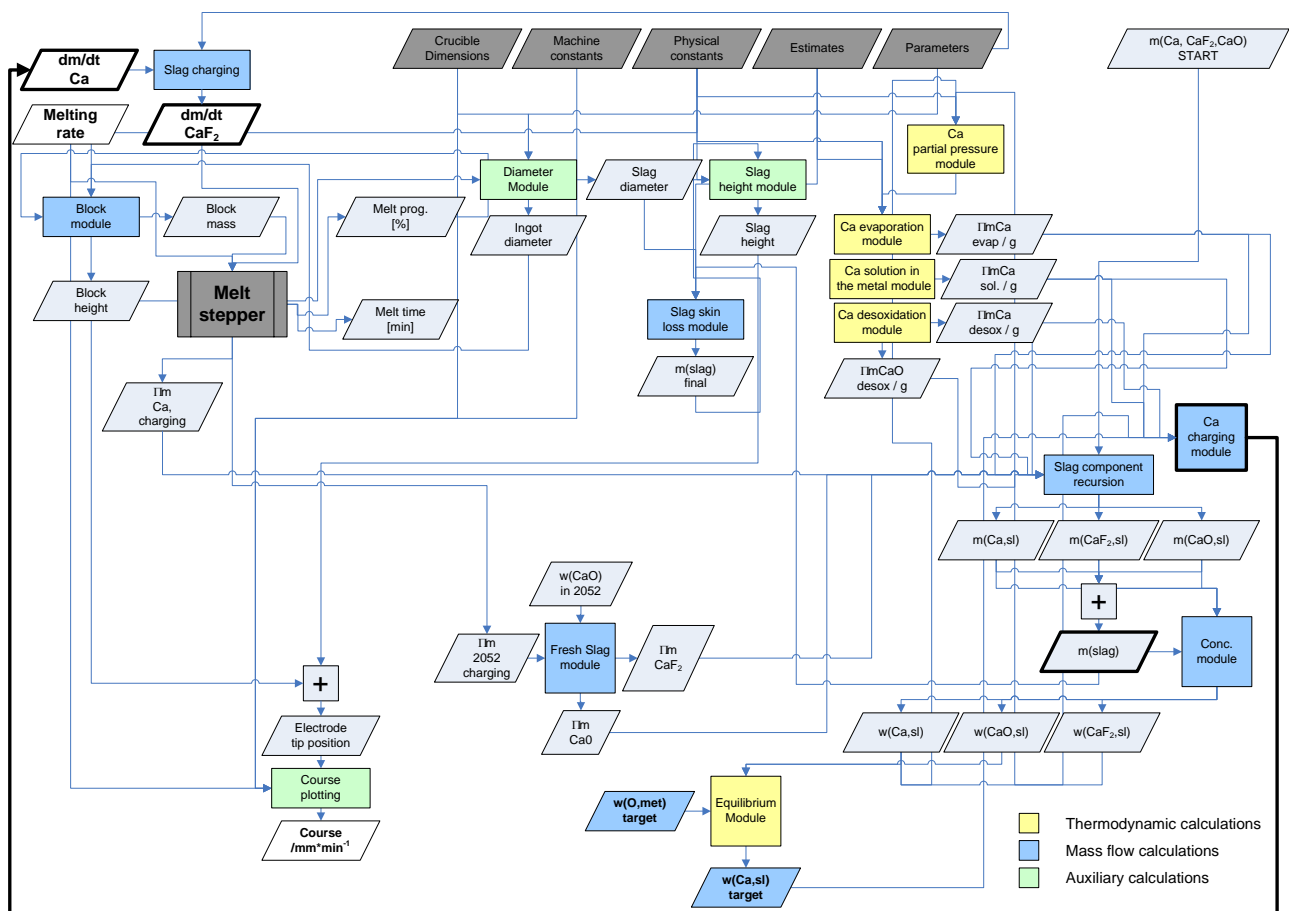 dm/dt
Ca
Slag charging
Crucible
Dimensions
Machine
constants
Physical
constants
Estimates
Parameters
m(Ca, CaF₂,CaO)
START
Melting
rate
dm/dt
CaF₂
Ca
partial pressure
module
Diameter
Module
Slag
diameter
Slag
height module
Block
module
Block
mass
Melt prog.
[%]
Ingot
diameter
Slag
height
Ca evaporation
module
ΠmCa
evap / g
Ca solution in
the metal module
ΠmCa
sol. / g
Block
height
Melt
stepper
Melt time
[min]
Slag skin
loss module
Ca desoxidation
module
ΠmCa
desox / g
m(slag)
final
ΠmCaO
desox / g
Πm
Ca,
charging
Ca
charging
module
Slag component
recursion
m(Ca,sl)
m(CaF₂,sl)
m(CaO,sl)
w(CaO)
in 2052
+
Πm
2052
charging
Fresh Slag
module
Πm
CaF₂
m(slag)
Conc.
module
+
Electrode
tip position
Πm
Ca0
w(Ca,sl)
w(CaO,sl)
w(CaF₂,sl)
Course
plotting
w(O,met)
target
Equilibrium
Module
Course
/mm*min⁻¹
w(Ca,sl)
target
Thermodynamic calculations
Mass flow calculations
Auxiliary calculations